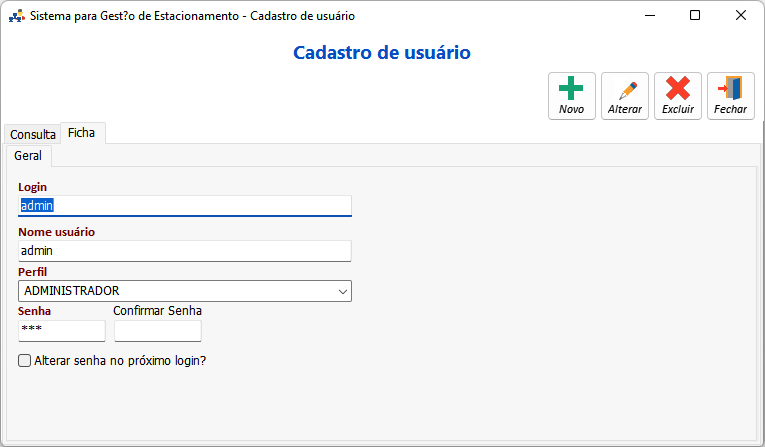 Sistema para Gest?o de Estacionamento - Cadastro de usuário
Cadastro de usuário
Novo Alterar Excluir Fechar
Consulta Ficha
Geral
Login
admin
Nome usuário
admin
Perfil
ADMINISTRADOR
Senha Confirmar Senha
***
Alterar senha no próximo login?